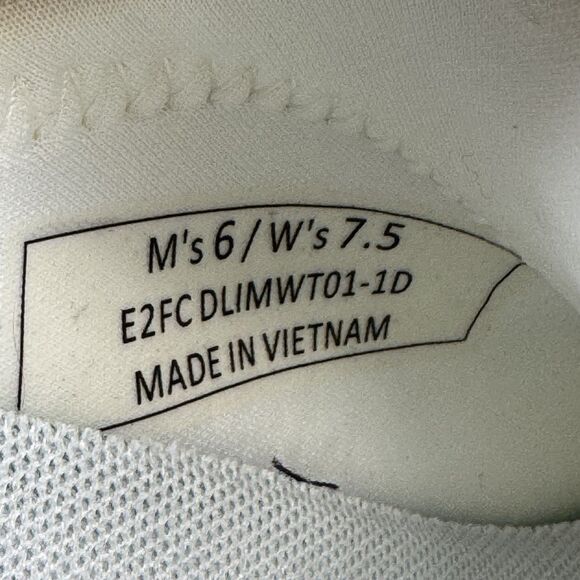 M's 6 / W's 7.5
E2FC DLIMWT01-1D
MADE IN VIETNAM